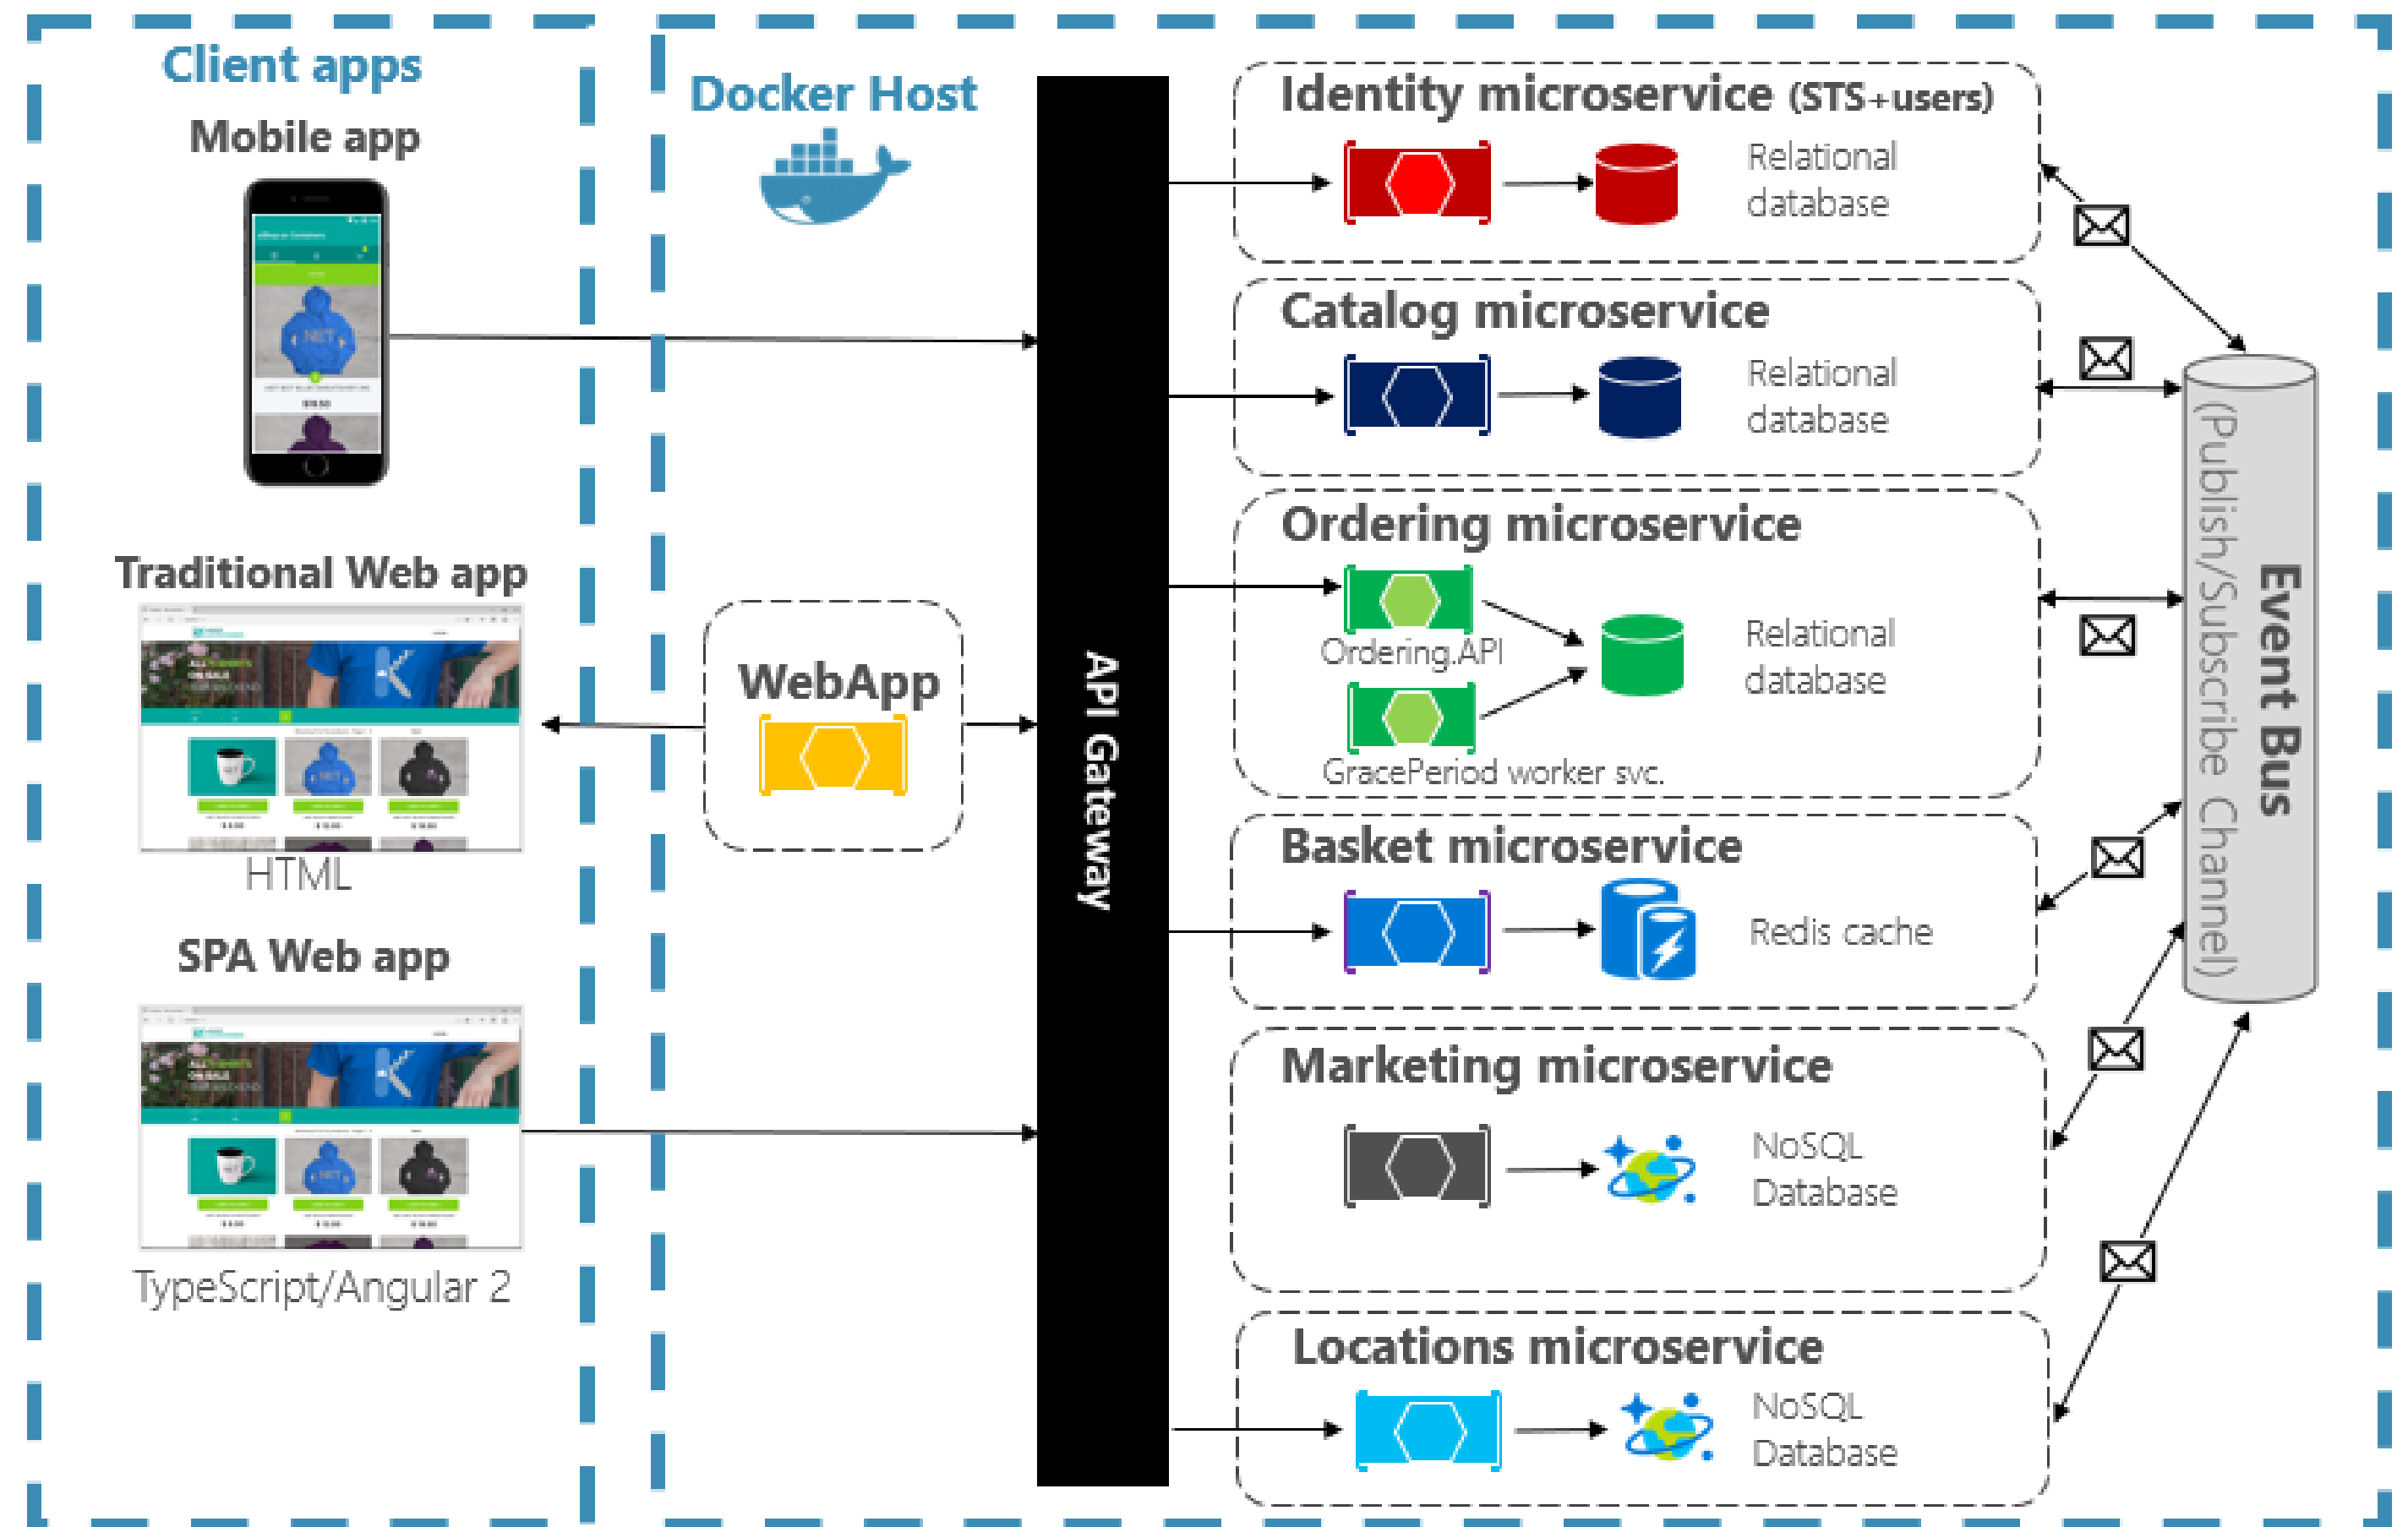 Client apps
Mobile app
Traditional Web app
HTML
SPA Web app
TypeScript/Angular 2
Docker Host
WebApp
API Gateway
Identity microservice (STS+users)
Relational
database
Catalog microservice
Relational
database
Ordering microservice
Ordering.API
Relational
database
GracePeriod worker svc.
Basket microservice
Redis cache
Marketing microservice
NoSQL
Database
Locations microservice
NoSQL
Database
Event Bus
(Publish/Subscribe Channel)